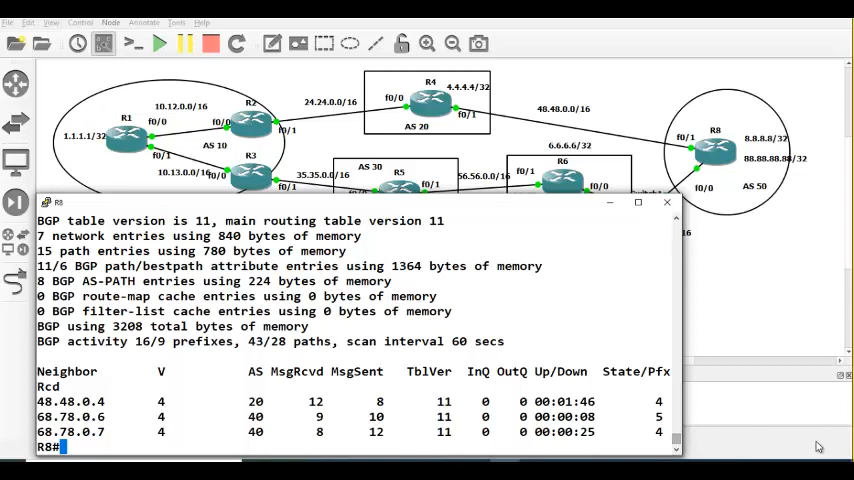 File Edit View Control Node Annotate Tools Help
R4
4.4.4.4/32
24.24.0.0/16
f0/0
f0/1
AS 20
48.48.0.0/16
10.12.0.0/16
R2
R1
f0/0
f0/0
f0/1
1.1.1.1/32
AS 10
f0/1
R3
10.13.0.0/16
f0/0
f0/1
35.35.0.0/16
AS 30
R5
f0/1
56.56.0.0/16
6.6.6.6/32
R6
f0/1
f0/0
R8
f0/1
8.8.8.8/32
88.88.88.88/32
AS 50
f0/0
R8
BGP table version is 11, main routing table version 11
7 network entries using 840 bytes of memory
15 path entries using 780 bytes of memory
11/6 BGP path/bestpath attribute entries using 1364 bytes of memory
8 BGP AS-PATH entries using 224 bytes of memory
0 BGP route-map cache entries using 0 bytes of memory
0 BGP filter-list cache entries using 0 bytes of memory
BGP using 3208 total bytes of memory
BGP activity 16/9 prefixes, 43/28 paths, scan interval 60 secs
Neighbor V AS MsgRcvd MsgSent TblVer InQ OutQ Up/Down State/Pfx
Rcd
48.48.0.4 4 20 12 8 11 0 0 00:01:46 4
68.78.0.6 4 40 9 10 11 0 0 00:00:08 5
68.78.0.7 4 40 8 12 11 0 0 00:00:25 4
R8#